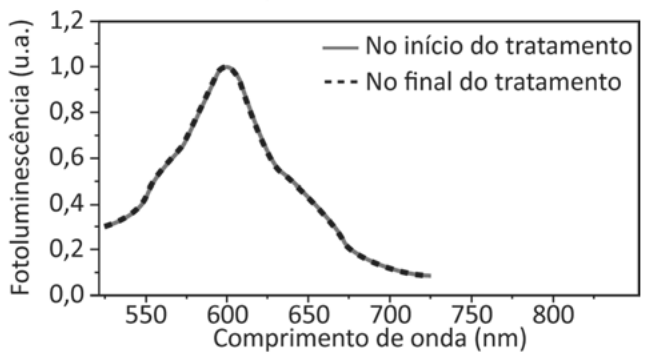 Fotoluminescência (u.a.)
1,2
1,0
0,8
0,6
0,4
0,2
0,0
No início do tratamento
No final do tratamento
550 600 650 700 750 800
Comprimento de onda (nm)